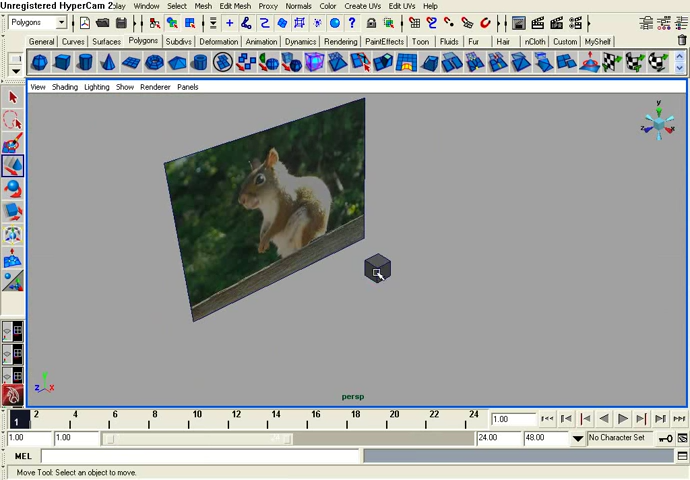 Unregistered HyperCam 2
play Window Select Mesh Edit Mesh Proxy Normals Color Create UVs Edit UVs Help
Polygons
General Curves Surfaces Polygons Subdivs Deformation Animation Dynamics Rendering PaintEffects Toon Fluids Fur Hair nCloth Custom MyShelf
View Shading Lighting Show Renderer Panels
y
z x
y
z x
persp
1 2 4 6 8 10 12 14 16 18 20 22 24 1.00
1.00 1.00 24 24.00 48.00 No Character Set
MEL
Move Tool: Select an object to move.